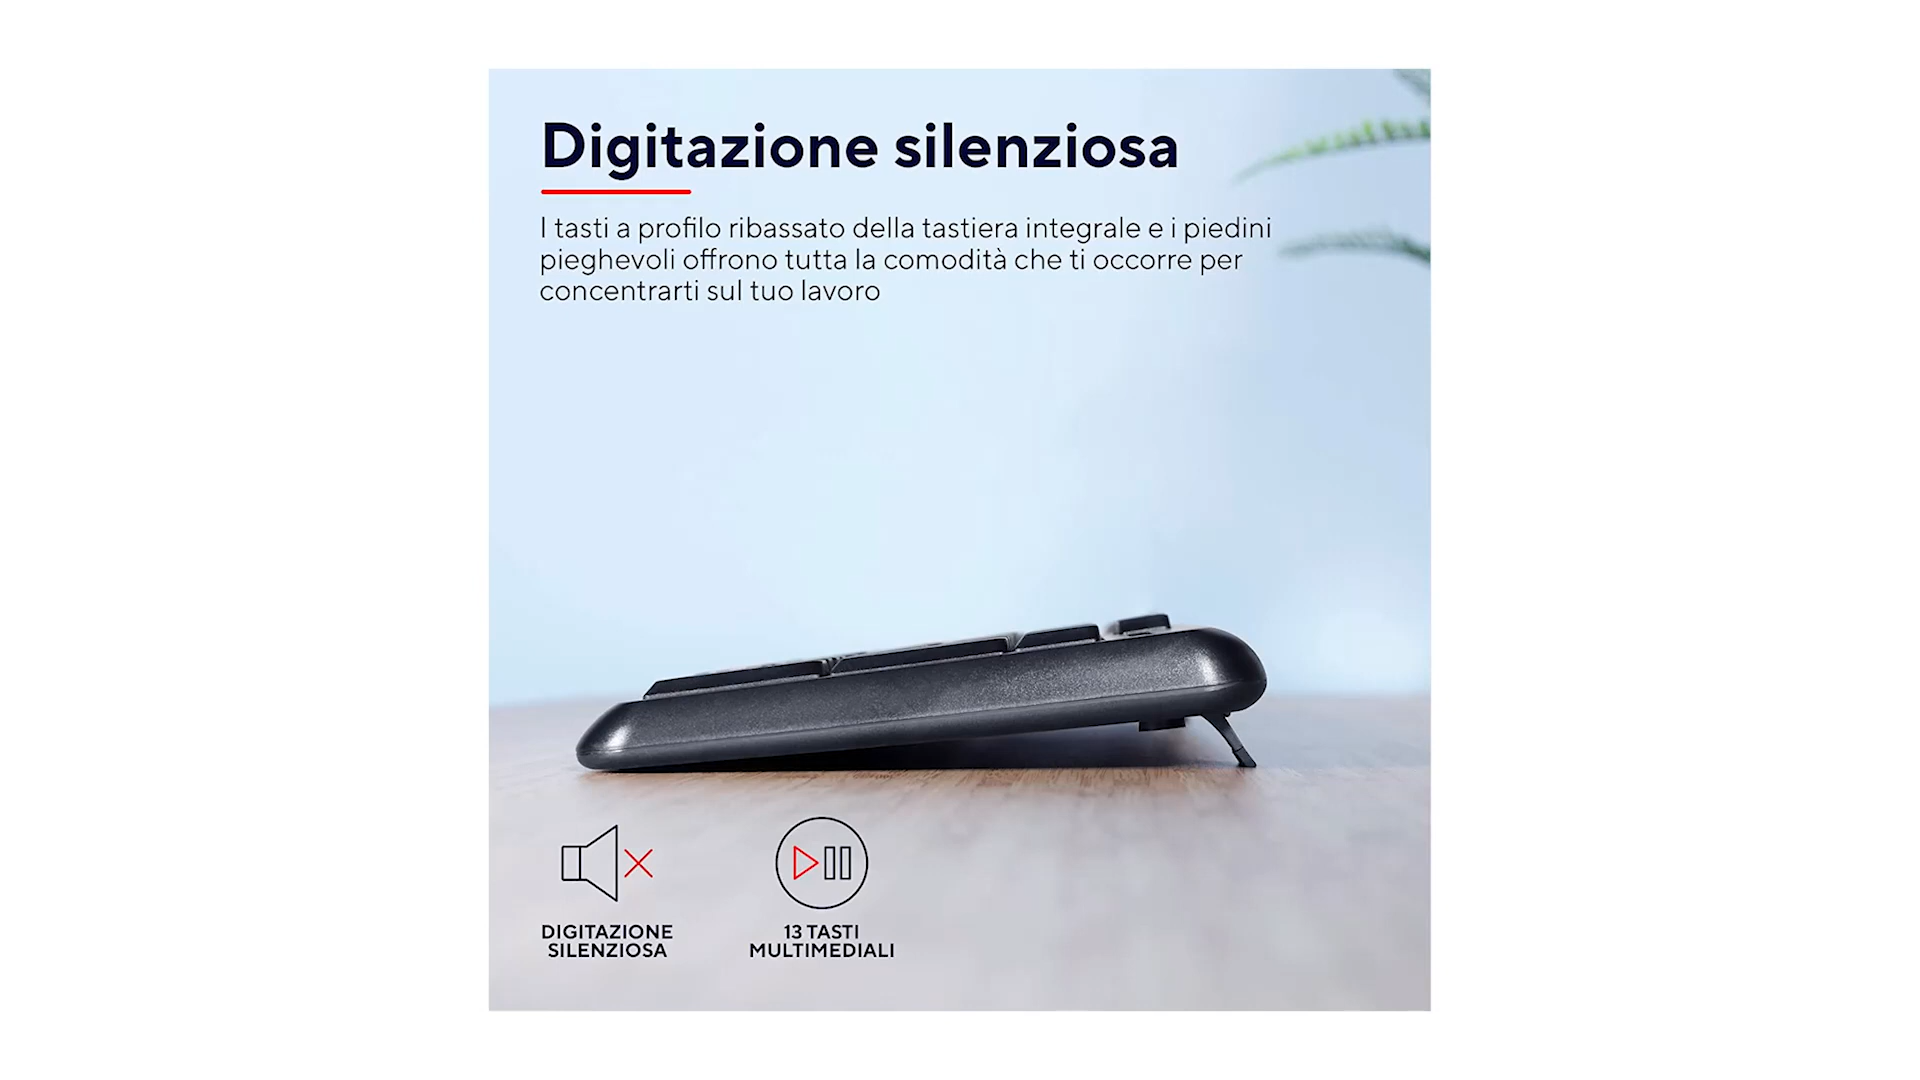 Digitazione silenziosa
I tasti a profilo ribassato della tastiera integrale e i piedini
pieghevoli offrono tutta la comodità che ti occorre per
concentrarti sul tuo lavoro
DIGITAZIONE
SILENZIOSA
13 TASTI
MULTIMEDIALI